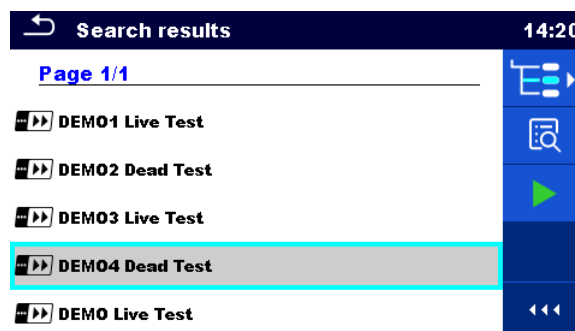 Search results
14:20
Page 1/1
DEMO1 Live Test
DEMO2 Dead Test
DEMO3 Live Test
DEMO4 Dead Test
DEMO Live Test